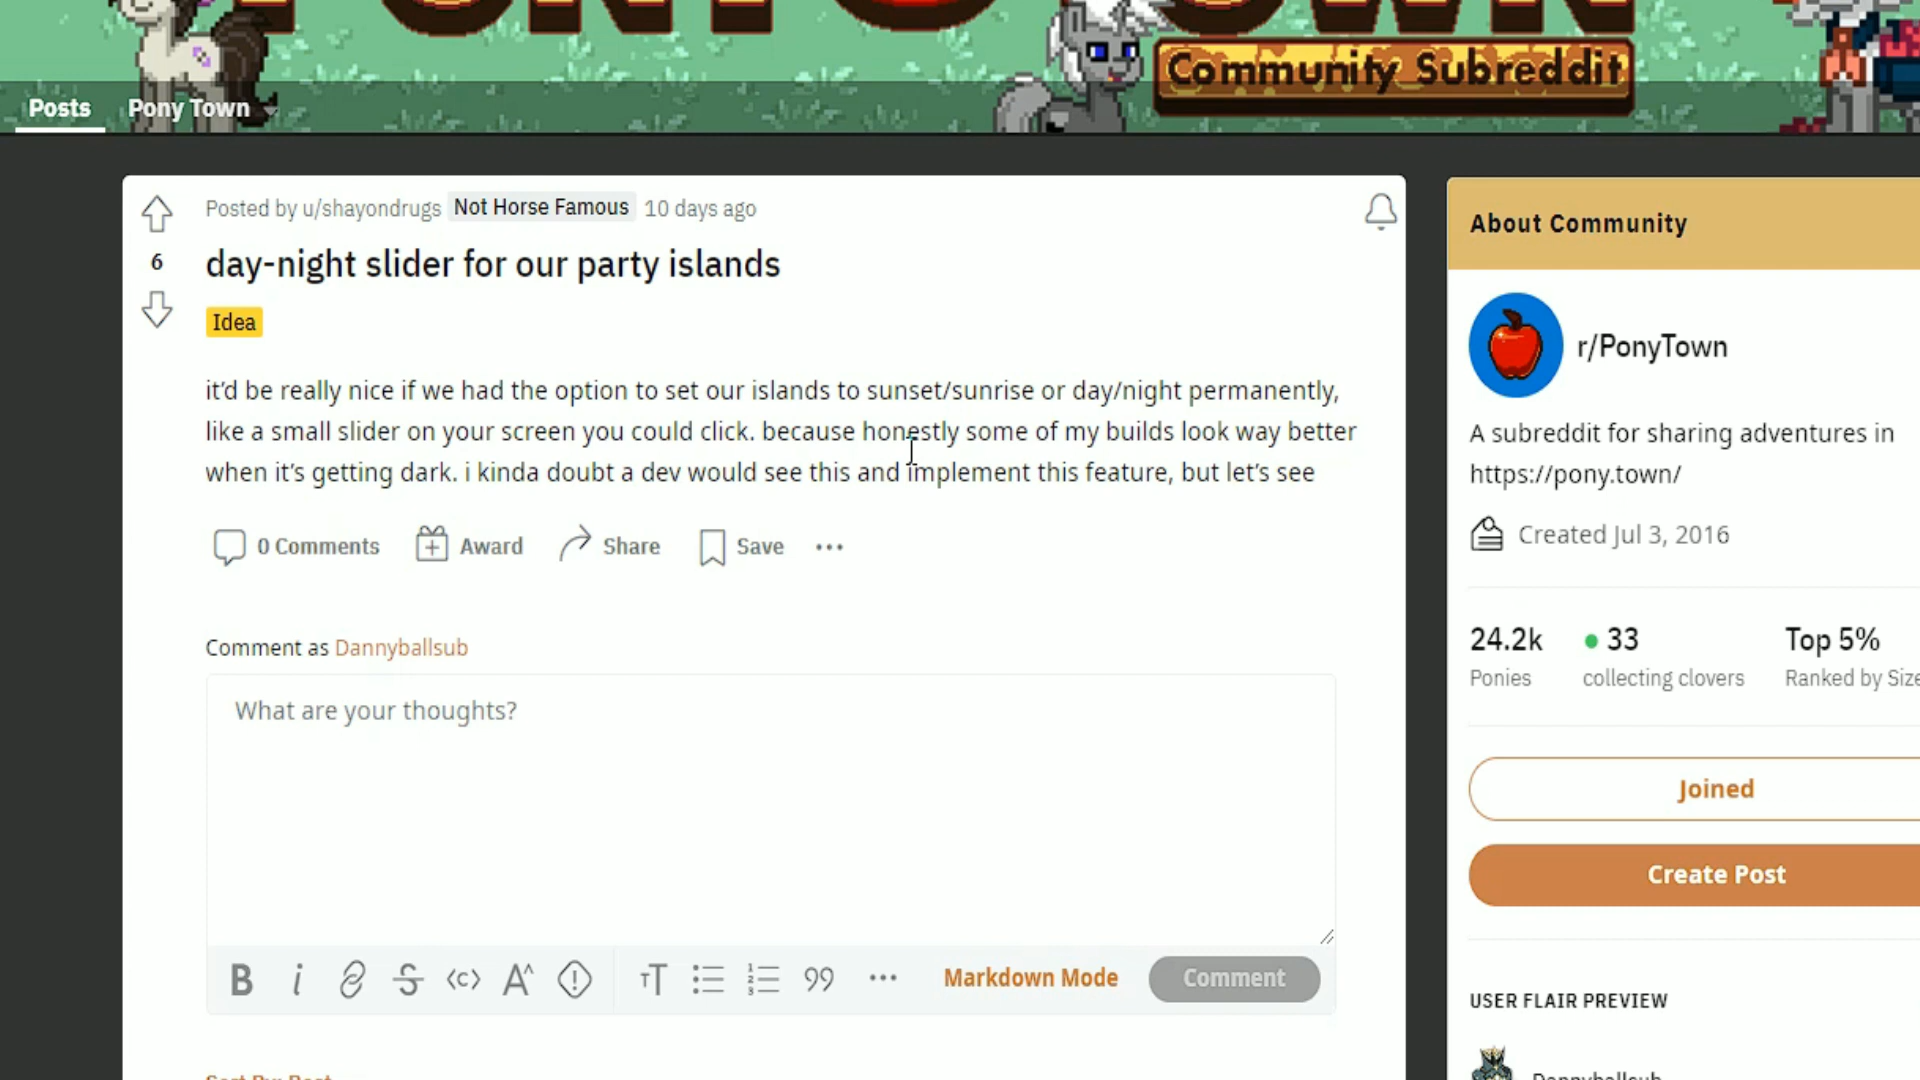 Community Subreddit
Posts
Pony Town
Posted by u/shayondrugs Not Horse Famous 10 days ago
6
day-night slider for our party islands
Idea
it’d be really nice if we had the option to set our islands to sunset/sunrise or day/night permanently,
like a small slider on your screen you could click. because honestly some of my builds look way better
when it’s getting dark. i kinda doubt a dev would see this and implement this feature, but let’s see
0 Comments
Award
Share
Save
Comment as Dannyballsub
What are your thoughts?
Markdown Mode
Comment
About Community
r/PonyTown
A subreddit for sharing adventures in
https://pony.town/
Created Jul 3, 2016
24.2k
Ponies
33
collecting clovers
Top 5%
Ranked by Size
Joined
Create Post
USER FLAIR PREVIEW
Dannyballsub